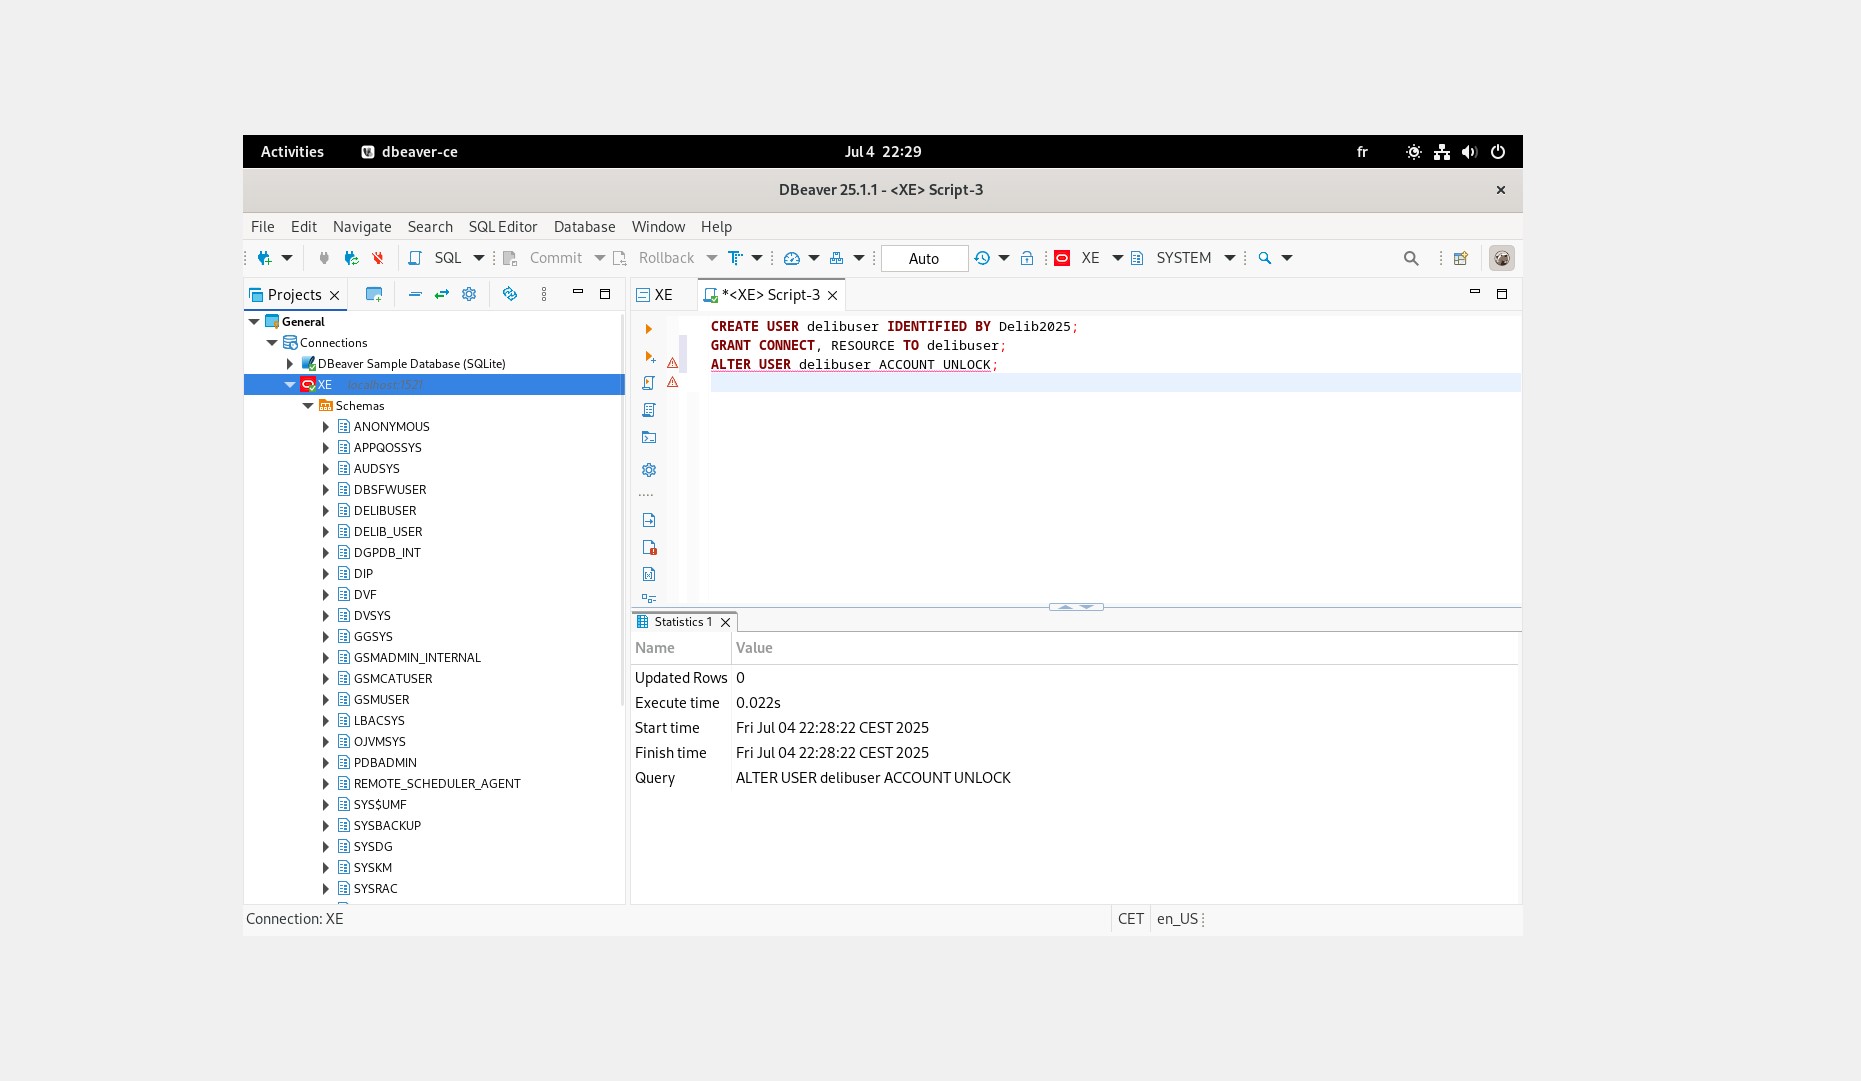 Activities dbeaver-ce Jul 4 22:29 fr
DBeaver 25.1.1 - <XE> Script-3
File Edit Navigate Search SQL Editor Database Window Help
SQL Commit Rollback Auto XE SYSTEM
Projects
General
Connections
DBeaver Sample Database (SQLite)
XE localhost:1521
Schemas
ANONYMOUS
APPQOSSYS
AUDSYS
DBSFWUSER
DELIBUSER
DELIB_USER
DGPDB_INT
DIP
DVF
DVSYS
GGSYS
GSMADMIN_INTERNAL
GSMCATUSER
GSMUSER
LBACSYS
OJVMSYS
PDBADMIN
REMOTE_SCHEDULER_AGENT
SYS$UMF
SYSBACKUP
SYSDG
SYSKM
SYSRAC
XE *<XE> Script-3
CREATE USER delibuser IDENTIFIED BY Delib2025;
GRANT CONNECT, RESOURCE TO delibuser;
ALTER USER delibuser ACCOUNT UNLOCK;
Statistics 1
Name Value
Updated Rows 0
Execute time 0.022s
Start time Fri Jul 04 22:28:22 CEST 2025
Finish time Fri Jul 04 22:28:22 CEST 2025
Query ALTER USER delibuser ACCOUNT UNLOCK
Connection: XE CET en_US